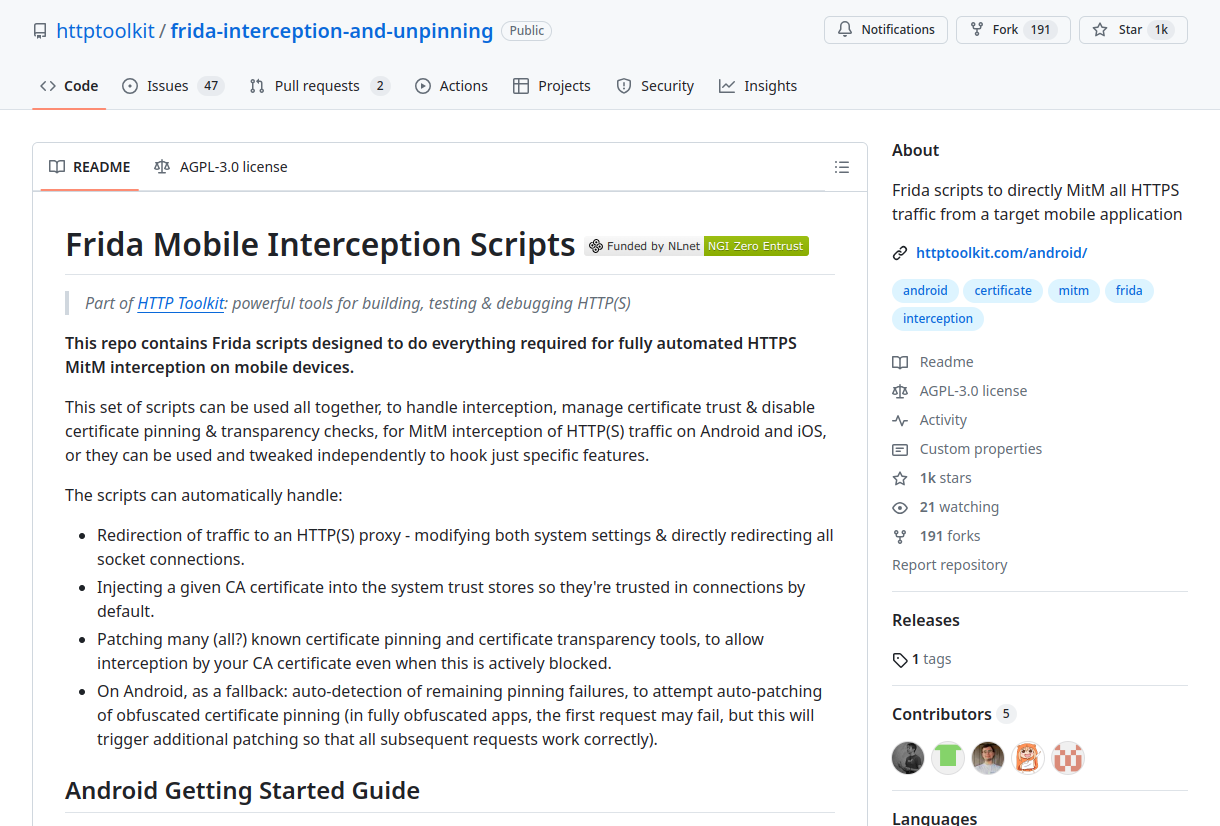 httptoolkit / frida-interception-and-unpinning Public
Notifications Fork 191 Star 1k
Code Issues 47 Pull requests 2 Actions Projects Security Insights
README AGPL-3.0 license
Frida Mobile Interception Scripts Funded by NLnet NGI Zero Entrust
Part of HTTP Toolkit: powerful tools for building, testing & debugging HTTP(S)
This repo contains Frida scripts designed to do everything required for fully automated HTTPS
MitM interception on mobile devices.
This set of scripts can be used all together, to handle interception, manage certificate trust & disable
certificate pinning & transparency checks, for MitM interception of HTTP(S) traffic on Android and iOS,
or they can be used and tweaked independently to hook just specific features.
The scripts can automatically handle:
Redirection of traffic to an HTTP(S) proxy - modifying both system settings & directly redirecting all
socket connections.
Injecting a given CA certificate into the system trust stores so they're trusted in connections by
default.
Patching many (all?) known certificate pinning and certificate transparency tools, to allow
interception by your CA certificate even when this is actively blocked.
On Android, as a fallback: auto-detection of remaining pinning failures, to attempt auto-patching
of obfuscated certificate pinning (in fully obfuscated apps, the first request may fail, but this will
trigger additional patching so that all subsequent requests work correctly).
Android Getting Started Guide
About
Frida scripts to directly MitM all HTTPS
traffic from a target mobile application
httptoolkit.com/android/
android certificate mitm frida
interception
Readme
AGPL-3.0 license
Activity
Custom properties
1k stars
21 watching
191 forks
Report repository
Releases
1 tags
Contributors 5
Languages